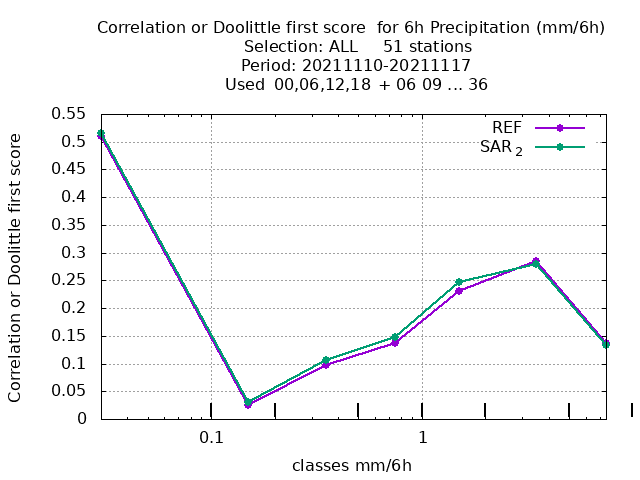 Correlation or Doolittle first score  for 6h Precipitation (mm/6h)
Selection: ALL     51 stations
Period: 20211110-20211117
Used  00,06,12,18  + 06 09 ... 36
REF
SAR 2
0.55
0.5
0.45
0.4
0.35
0.3
0.25
0.2
0.15
0.1
0.05
0
Correlation or Doolittle first score
0.1
1
classes mm/6h